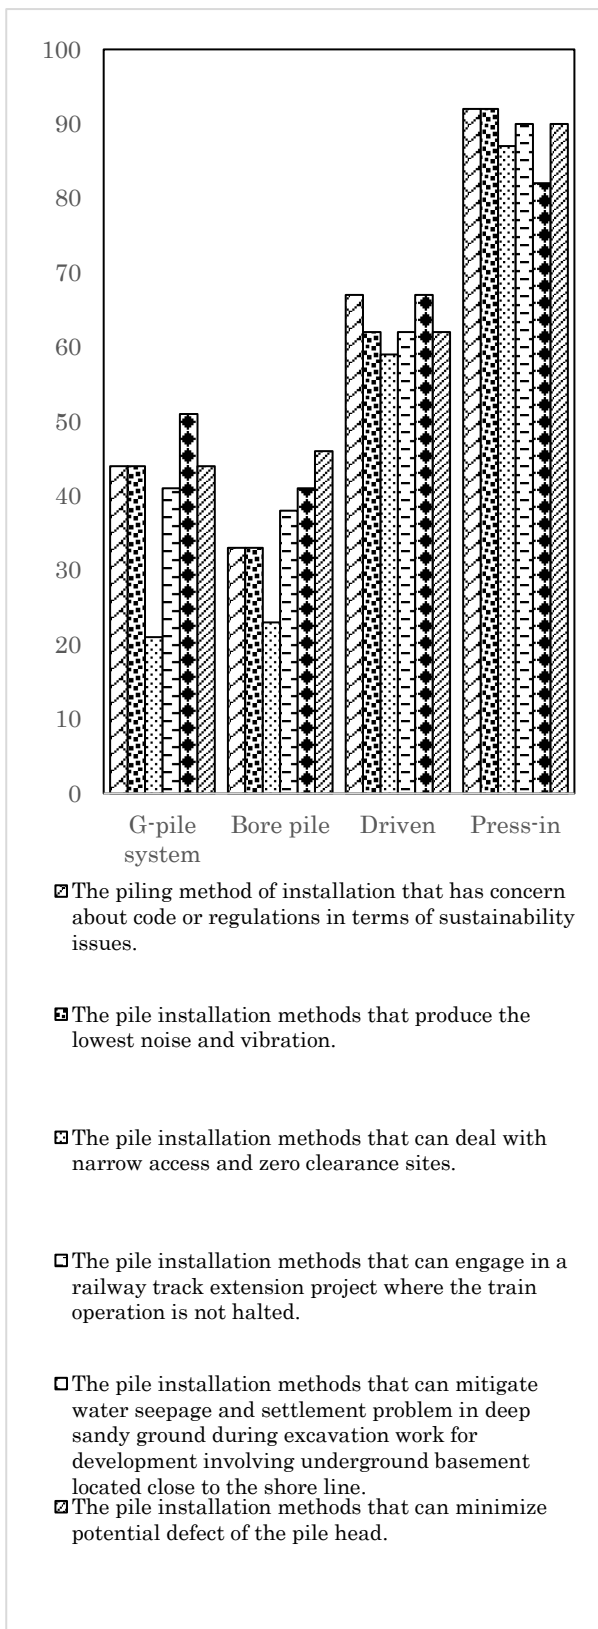 100
90
80
70
60
50
40
30
20
10
0
G-pile system
Bore pile
Driven
Press-in
The piling method of installation that has concern
about code or regulations in terms of sustainability
issues.
The pile installation methods that produce the
lowest noise and vibration.
The pile installation methods that can deal with
narrow access and zero clearance sites.
The pile installation methods that can engage in a
railway track extension project where the train
operation is not halted.
The pile installation methods that can mitigate
water seepage and settlement problem in deep
sandy ground during excavation work for
development involving underground basement
located close to the shore line.
The pile installation methods that can minimize
potential defect of the pile head.